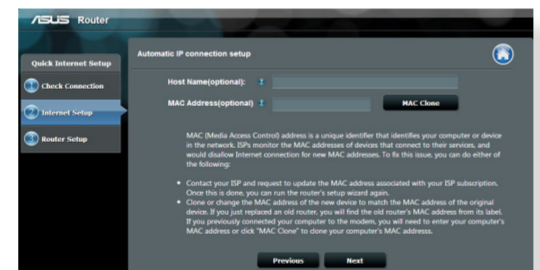 ASUS Router
Quick Internet Setup
1 Check Connection
2 Internet Setup
3 Router Setup
Automatic IP connection setup
Host Name(optional):
MAC Address(optional)
MAC Clone
MAC (Media Access Control) address is a unique identifier that identifies your computer or device
in the network. ISPs monitor the MAC addresses of devices that connect to their services, and
would disallow Internet connection for new MAC addresses. To fix this issue, you can do either of
the following:
• Contact your ISP and request to update the MAC address associated with your ISP subscription.
Once this is done, you can run the router's setup wizard again.
• Clone or change the MAC address of the new device to match the MAC address of the original
device. If you just replaced an old router, you will find the old router's MAC address from its label.
If you previously connected your computer to the modem, you will need to enter your computer's
MAC address or click "MAC Clone" to clone your computer's MAC addresss.
Previous
Next